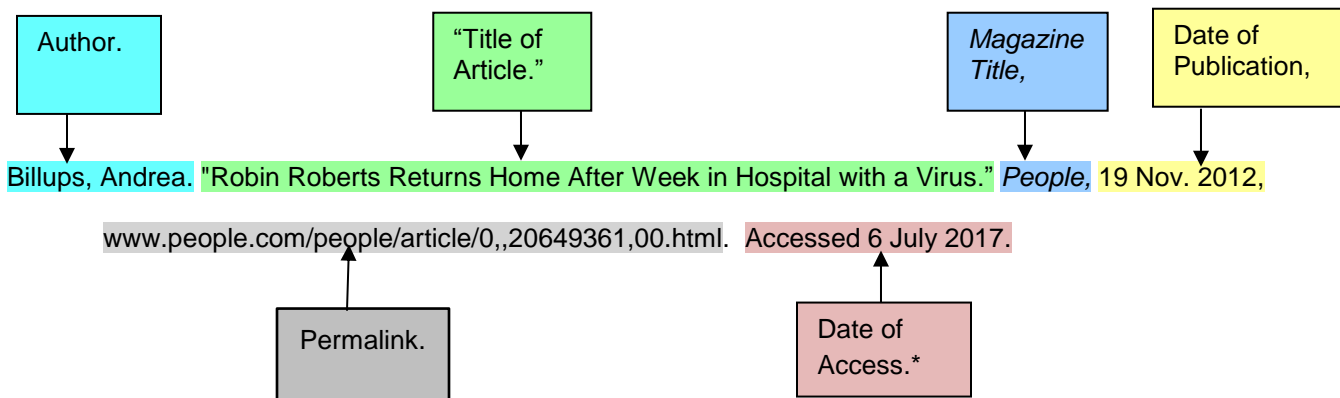 Author.
“Title of
Article.”
Magazine
Title,
Date of
Publication,
Billups, Andrea. "Robin Roberts Returns Home After Week in Hospital with a Virus.” People, 19 Nov. 2012,
www.people.com/people/article/0,,20649361,00.html. Accessed 6 July 2017.
Permalink.
Date of
Access.*